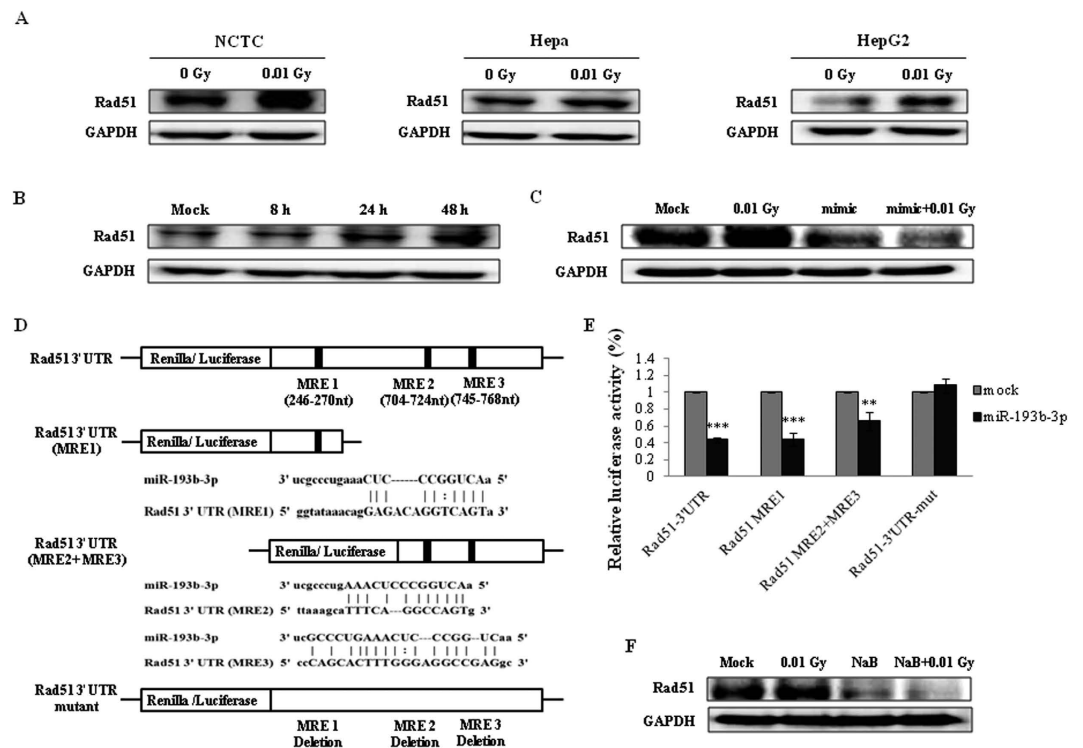 A
NCTC
0 Gy 0.01 Gy
Rad51
GAPDH
Hepa
0 Gy 0.01 Gy
Rad51
GAPDH
HepG2
0 Gy 0.01 Gy
Rad51
GAPDH
B
Mock 8 h 24 h 48 h
Rad51
GAPDH
C
Mock 0.01 Gy mimic mimic+0.01 Gy
Rad51
GAPDH
D
Rad51 3' UTR
Renilla/ Luciferase
MRE 1 MRE 2 MRE 3
(246-270nt) (704-724nt) (745-768nt)
Rad51 3' UTR
(MRE1)
Renilla/ Luciferase
miR-193b-3p 3' ucgcccugaaaCUC------CCGGUCAa 5'
Rad51 3' UTR (MRE1) 5' ggtataaacagGAGACAGGTCAGTa 3'
Rad51 3' UTR
(MRE2+MRE3)
Renilla/ Luciferase
miR-193b-3p 3' ucgcccugAAACUCCCGGUCAa 5'
Rad51 3' UTR (MRE2) 5' ttaaagcaTTTCA---GGCCAGTg 3'
miR-193b-3p 3' ucGCCCUGAAACUC---CCGG--UCaa 5'
Rad51 3' UTR (MRE3) 5' ccCAGCACTTTGGGAGGCCGAGgc 3'
Rad51 3' UTR
mutant
Renilla /Luciferase
MRE 1 MRE 2 MRE 3
Deletion Deletion Deletion
E
Relative luciferase activity (%)
1.4
1.2
1
0.8
0.6
0.4
0.2
0
***
***
**
mock
miR-193b-3p
Rad51-3'UTR
Rad51 MRE1
Rad51 MRE2+MRE3
Rad51-3'UTR-mut
F
Mock 0.01 Gy NaB NaB+0.01 Gy
Rad51
GAPDH